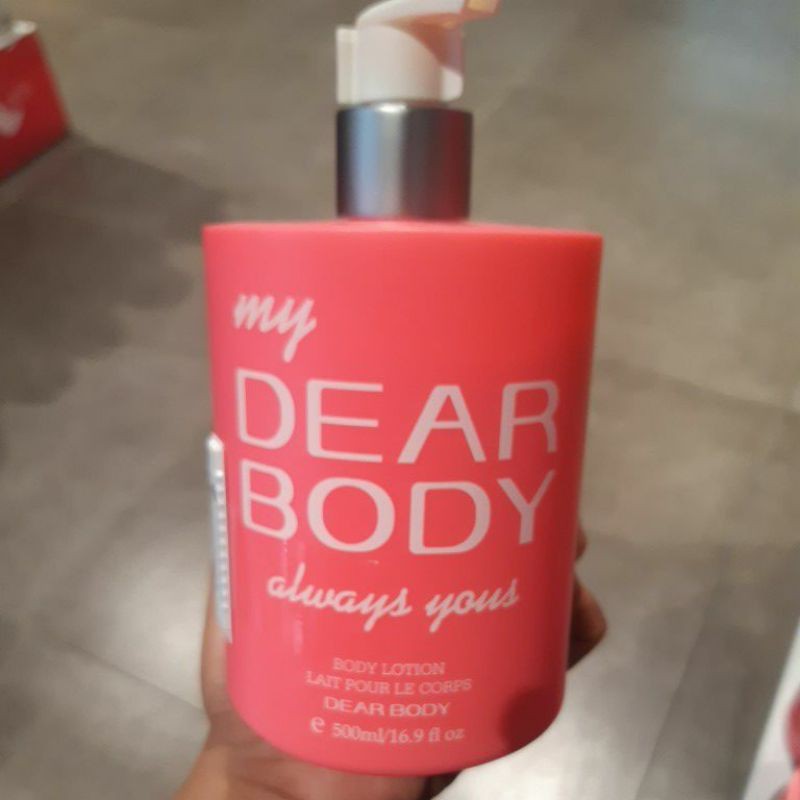 my
DEAR
BODY
always yous
BODY LOTION
LAIT POUR LE CORPS
DEAR BODY
℮ 500ml/16.9 fl oz